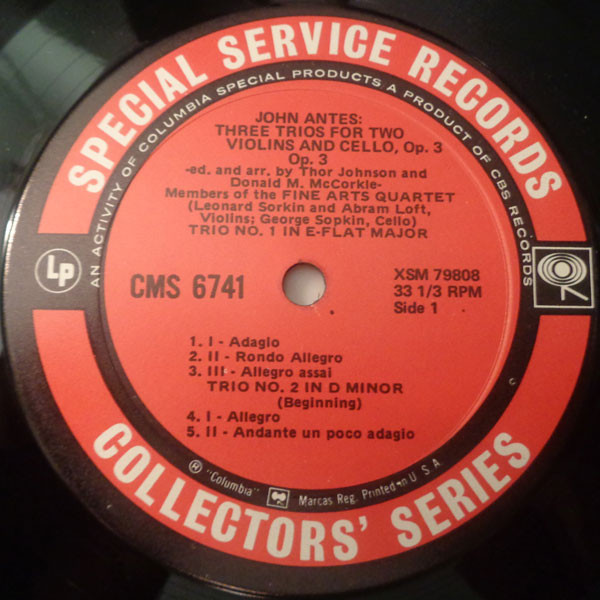 SPECIAL SERVICE RECORDS
AN ACTIVITY OF COLUMBIA SPECIAL PRODUCTS A PRODUCT OF CBS RECORDS
JOHN ANTES:
THREE TRIOS FOR TWO
VIOLINS AND CELLO, Op. 3
Op. 3
-ed. and arr. by Thor Johnson and
Donald M. McCorkle-
Members of the FINE ARTS QUARTET
(Leonard Sorkin and Abram Loft,
Violins; George Sopkin, Cello)
TRIO NO. 1 IN E-FLAT MAJOR
LP
CMS 6741
XSM 79808
33 1/3 RPM
Side 1
1. I - Adagio
2. II - Rondo Allegro
3. III - Allegro assai
TRIO NO. 2 IN D MINOR
(Beginning)
4. I - Allegro
5. II - Andante un poco adagio
® "Columbia" Marcas Reg. Printed in U S A.
COLLECTORS' SERIES